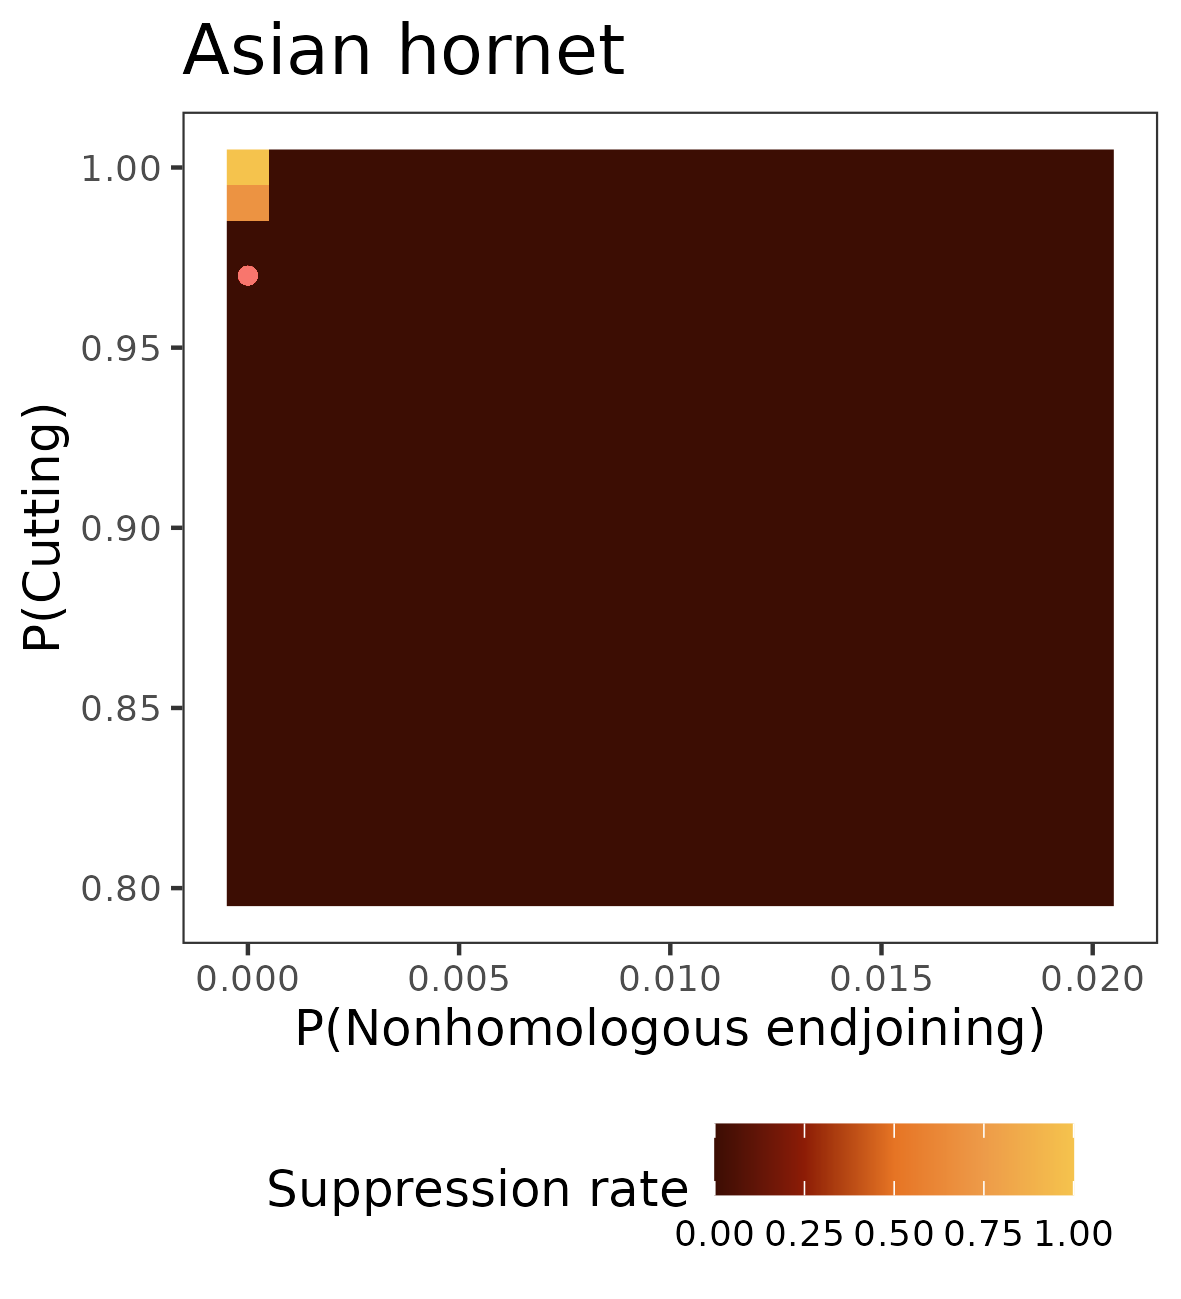 Asian hornet
P(Cutting)
1.00
0.95
0.90
0.85
0.80
0.000 0.005 0.010 0.015 0.020
P(Nonhomologous endjoining)
Suppression rate
0.00 0.25 0.50 0.75 1.00